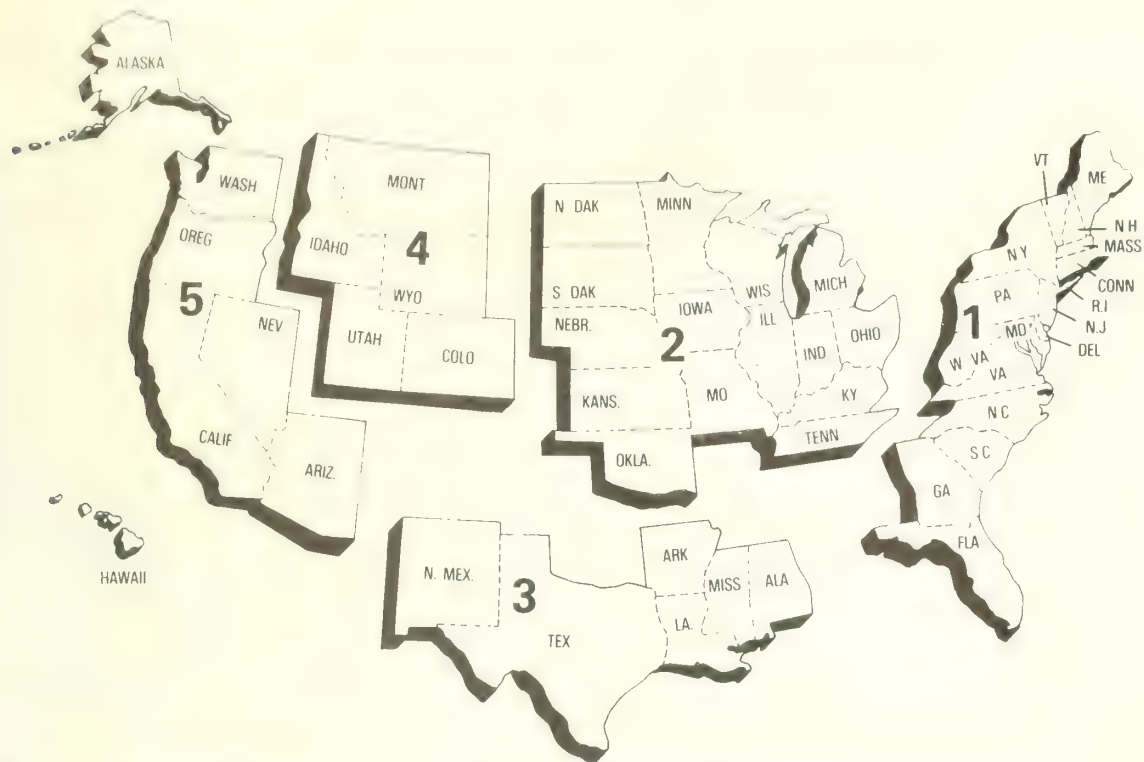 ALASKA
WASH
OREG
5
NEV
CALIF
ARIZ.
HAWAII
MONT
IDAHO
4
WYO
UTAH
COLO
N DAK
MINN
S DAK
IOWA
WIS
MICH
NEBR.
2
ILL
IND
OHIO
KANS.
MO
KY
TENN
OKLA.
N. MEX.
3
TEX
ARK
LA.
MISS
ALA
VT
ME
N H
MASS
N Y
CONN
R.I
PA
1
N.J
MD
DEL
W VA
VA
N C
S C
GA
FLA